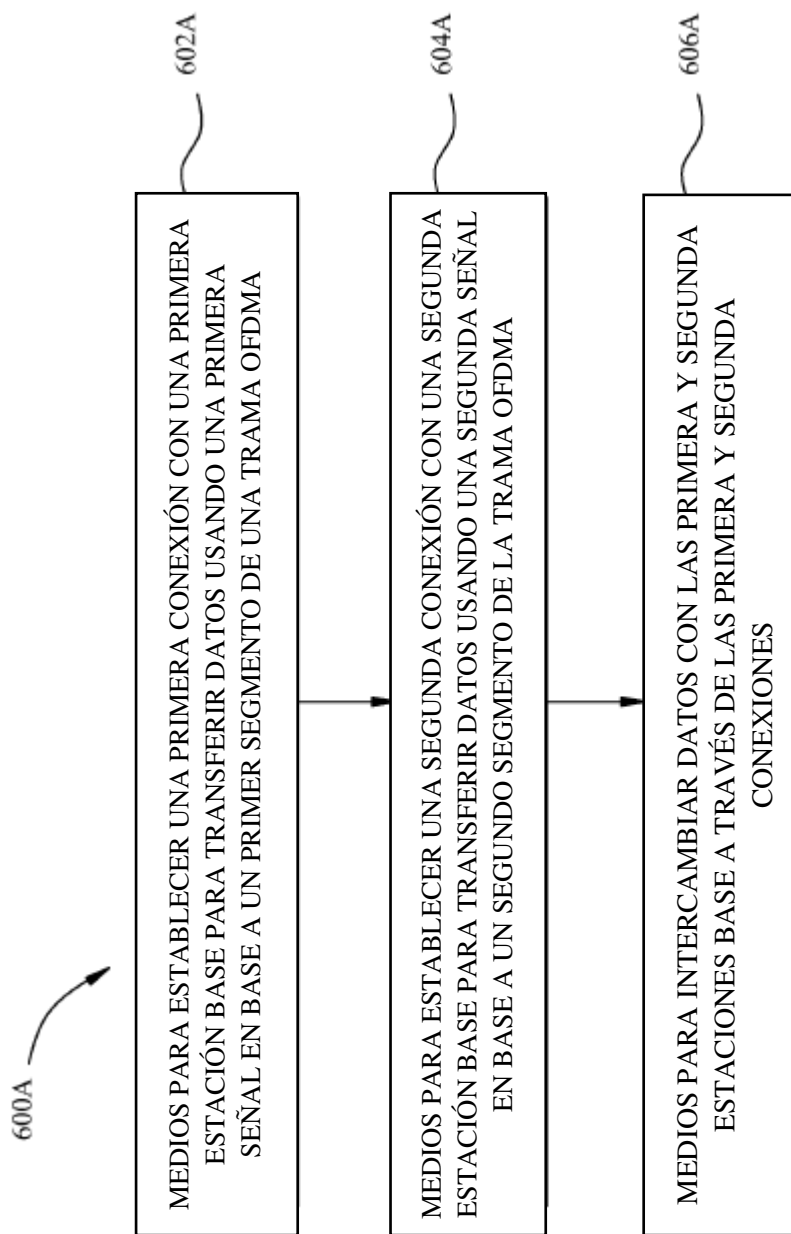 600A
MEDIOS PARA ESTABLECER UNA PRIMERA CONEXIÓN CON UNA PRIMERA
ESTACIÓN BASE PARA TRANSFERIR DATOS USANDO UNA PRIMERA
SEÑAL EN BASE A UN PRIMER SEGMENTO DE UNA TRAMA OFDMA
602A
MEDIOS PARA ESTABLECER UNA SEGUNDA CONEXIÓN CON UNA SEGUNDA
ESTACIÓN BASE PARA TRANSFERIR DATOS USANDO UNA SEGUNDA SEÑAL
EN BASE A UN SEGUNDO SEGMENTO DE LA TRAMA OFDMA
604A
MEDIOS PARA INTERCAMBIAR DATOS CON LAS PRIMERA Y SEGUNDA
ESTACIONES BASE A TRAVÉS DE LAS PRIMERA Y SEGUNDA
CONEXIONES
606A